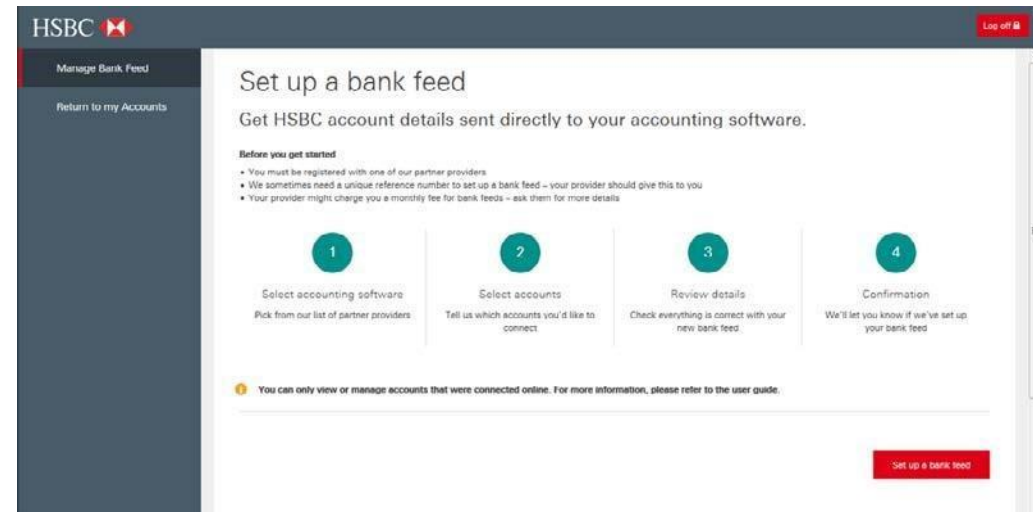 HSBC
Log off
Manage Bank Feed
Return to my Accounts
Set up a bank feed
Get HSBC account details sent directly to your accounting software.
Before you get started
• You must be registered with one of our partner providers
• We sometimes need a unique reference number to set up a bank feed – your provider should give this to you
• Your provider might charge you a monthly fee for bank feeds – ask them for more details
1
Select accounting software
Pick from our list of partner providers
2
Select accounts
Tell us which accounts you'd like to
connect
3
Review details
Check everything is correct with your
new bank feed
4
Confirmation
We'll let you know if we've set up
your bank feed
You can only view or manage accounts that were connected online. For more information, please refer to the user guide.
Set up a bank feed